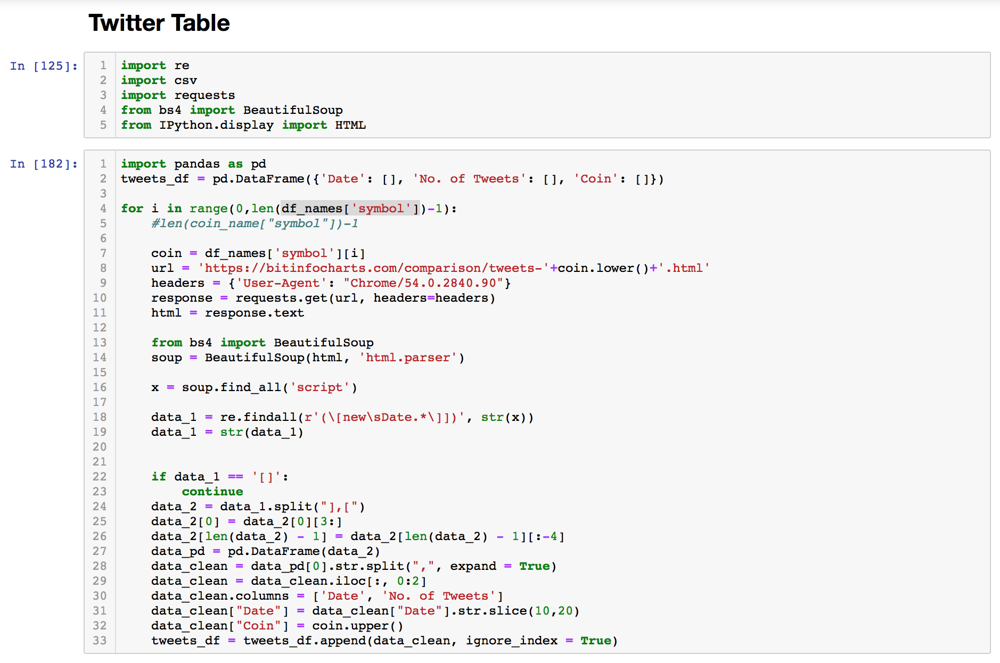 Twitter Table
In [125]:
1 import re
2 import csv
3 import requests
4 from bs4 import BeautifulSoup
5 from IPython.display import HTML
In [182]:
1 import pandas as pd
2 tweets_df = pd.DataFrame({'Date': [], 'No. of Tweets': [], 'Coin': []})
3
4 for i in range(0,len(df_names['symbol'])-1):
5     #len(coin_name["symbol"])-1
6
7     coin = df_names['symbol'][i]
8     url = 'https://bitinfocharts.com/comparison/tweets-'+coin.lower()+'.html'
9     headers = {'User-Agent': "Chrome/54.0.2840.90"}
10     response = requests.get(url, headers=headers)
11     html = response.text
12
13     from bs4 import BeautifulSoup
14     soup = BeautifulSoup(html, 'html.parser')
15
16     x = soup.find_all('script')
17
18     data_1 = re.findall(r'(\[new\sDate.*\]])', str(x))
19     data_1 = str(data_1)
20
21
22     if data_1 == '[]':
23         continue
24     data_2 = data_1.split("],[")
25     data_2[0] = data_2[0][3:]
26     data_2[len(data_2) - 1] = data_2[len(data_2) - 1][:-4]
27     data_pd = pd.DataFrame(data_2)
28     data_clean = data_pd[0].str.split(",", expand = True)
29     data_clean = data_clean.iloc[:, 0:2]
30     data_clean.columns = ['Date', 'No. of Tweets']
31     data_clean["Date"] = data_clean["Date"].str.slice(10,20)
32     data_clean["Coin"] = coin.upper()
33     tweets_df = tweets_df.append(data_clean, ignore_index = True)